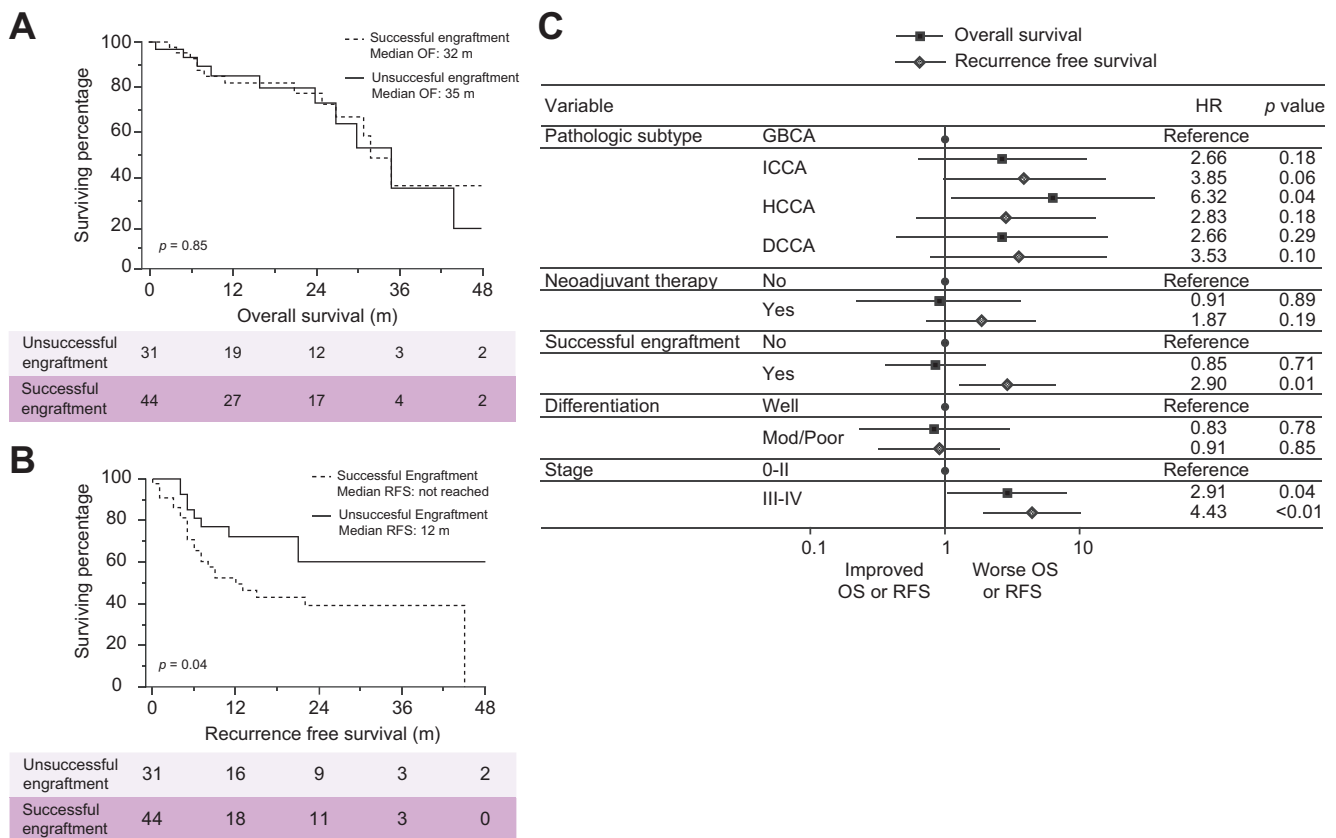 A
Successful engraftment
Median OF: 32 m
Unsuccesful engraftment
Median OF: 35 m
Surviving percentage
100
80
60
40
20
0
p = 0.85
0 12 24 36 48
Overall survival (m)
Unsuccessful engraftment 31 19 12 3 2
Successful engraftment 44 27 17 4 2
B
Successful Engraftment
Median RFS: not reached
Unsuccesful Engraftment
Median RFS: 12 m
Surviving percentage
100
80
60
40
20
0
p = 0.04
0 12 24 36 48
Recurrence free survival (m)
Unsuccessful engraftment 31 16 9 3 2
Successful engraftment 44 18 11 3 0
C
Overall survival
Recurrence free survival
Variable HR p value
Pathologic subtype GBCA Reference
ICCA 2.66 0.18
3.85 0.06
HCCA 6.32 0.04
2.83 0.18
DCCA 2.66 0.29
3.53 0.10
Neoadjuvant therapy No Reference
Yes 0.91 0.89
1.87 0.19
Successful engraftment No Reference
Yes 0.85 0.71
2.90 0.01
Differentiation Well Reference
Mod/Poor 0.83 0.78
0.91 0.85
Stage 0-II Reference
III-IV 2.91 0.04
4.43 <0.01
0.1 1 10
Improved OS or RFS
Worse OS or RFS